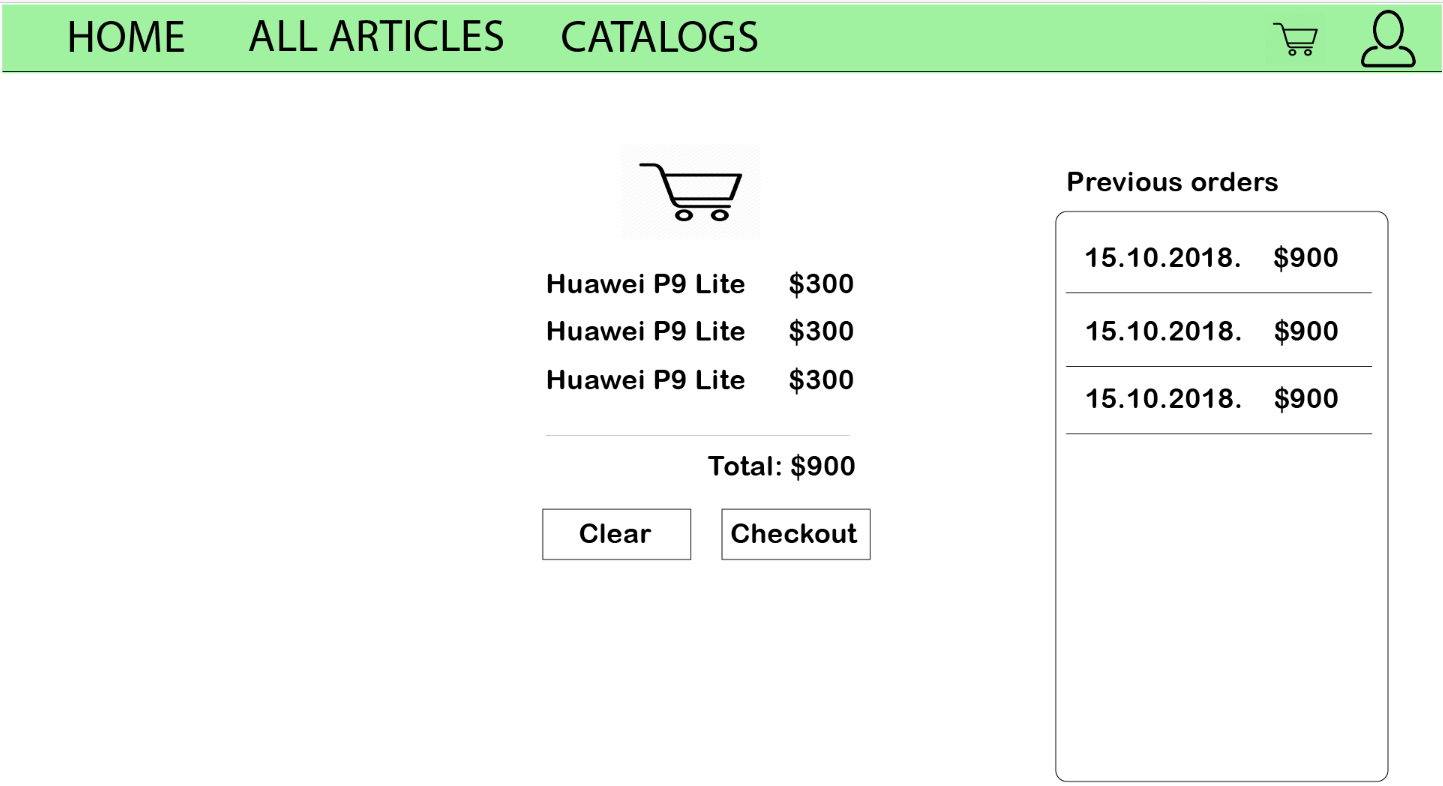 HOME ALL ARTICLES CATALOGS
Huawei P9 Lite $300
Huawei P9 Lite $300
Huawei P9 Lite $300
Total: $900
Clear Checkout
Previous orders
15.10.2018. $900
15.10.2018. $900
15.10.2018. $900